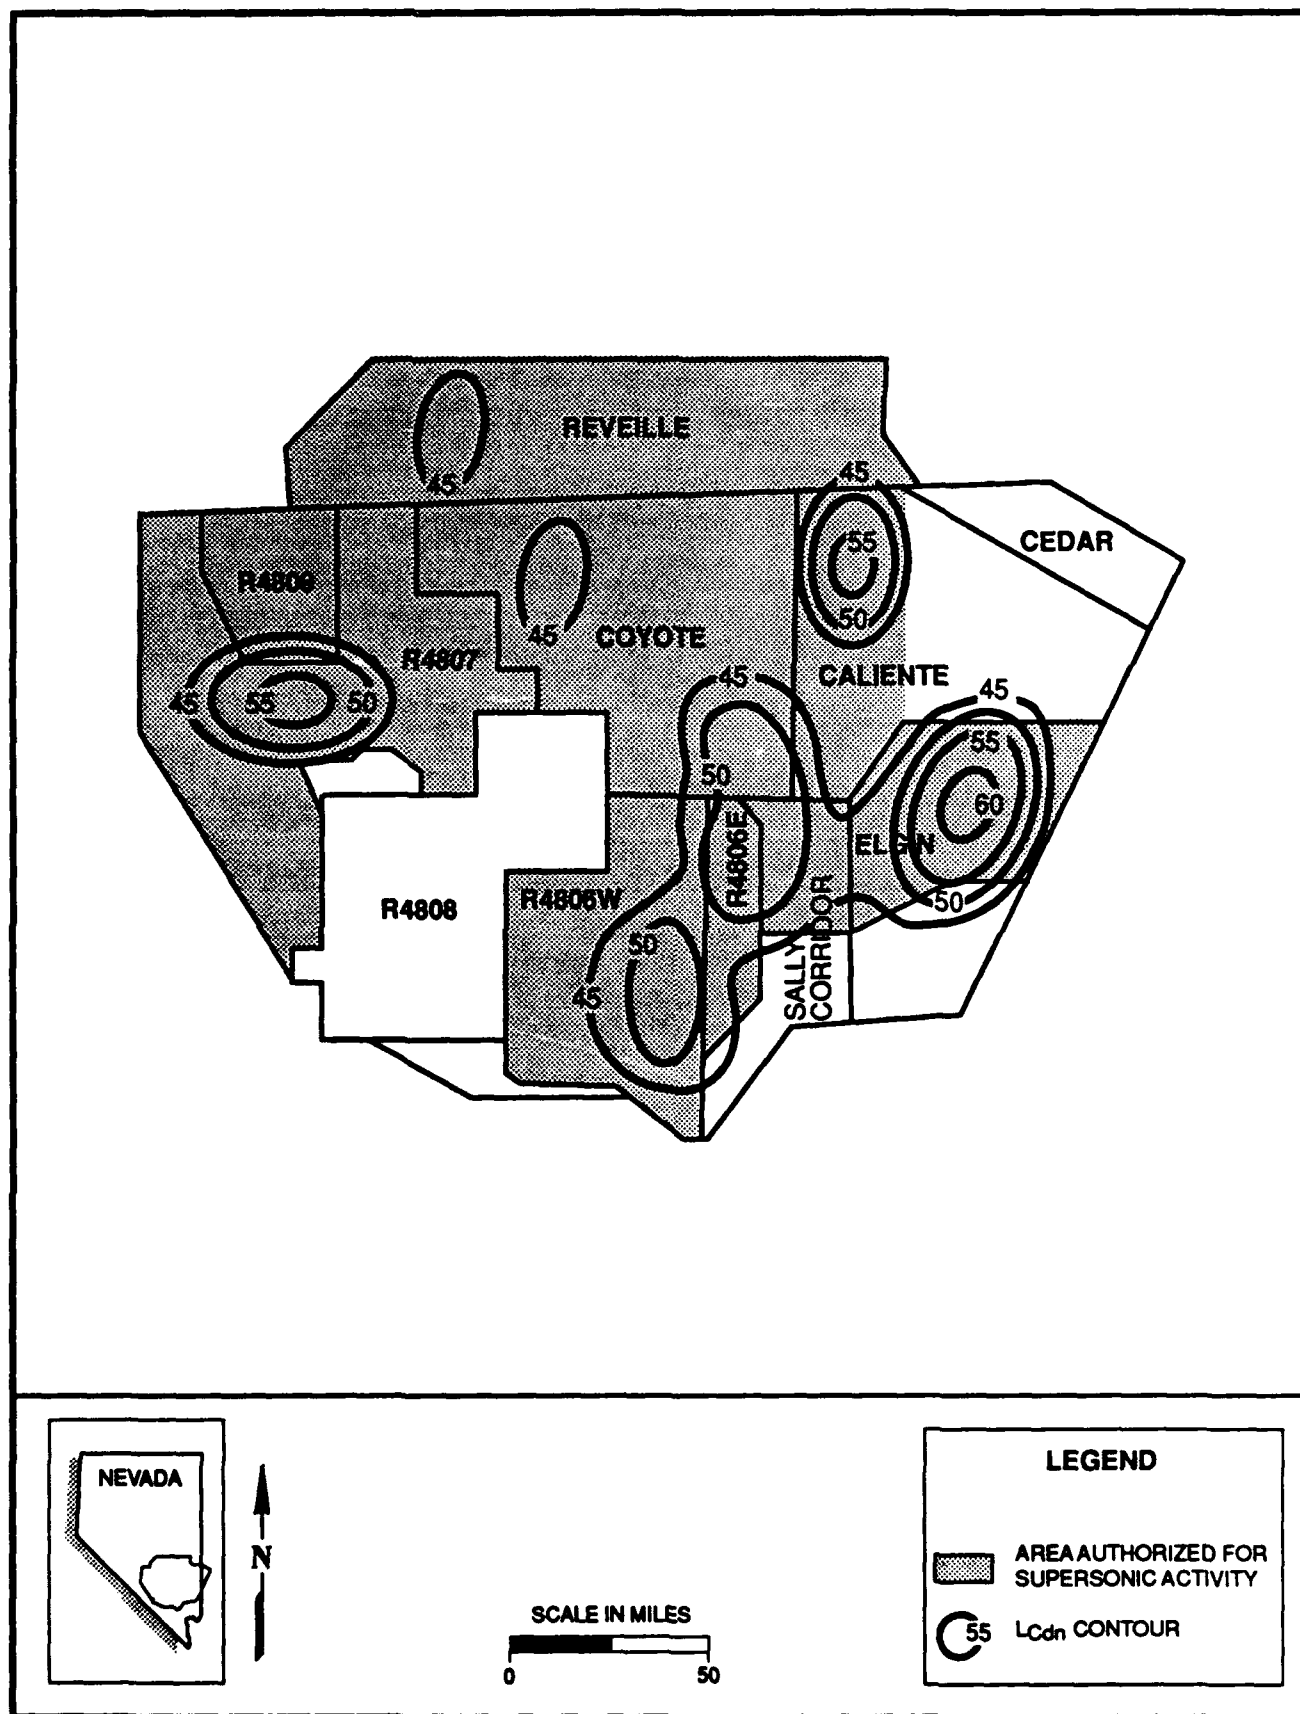 REVEILLE
45
45
CEDAR
R4809
55
50
45
COYOTE
R4807
CALIENTE
45
45
45
55
50
55
50
60
ELGIN
R4806E
R4808
R4806W
50
50
45
SALLY
CORRIDOR
NEVADA
N
SCALE IN MILES
0
50
LEGEND
AREA AUTHORIZED FOR
SUPERSONIC ACTIVITY
55
LCdn CONTOUR